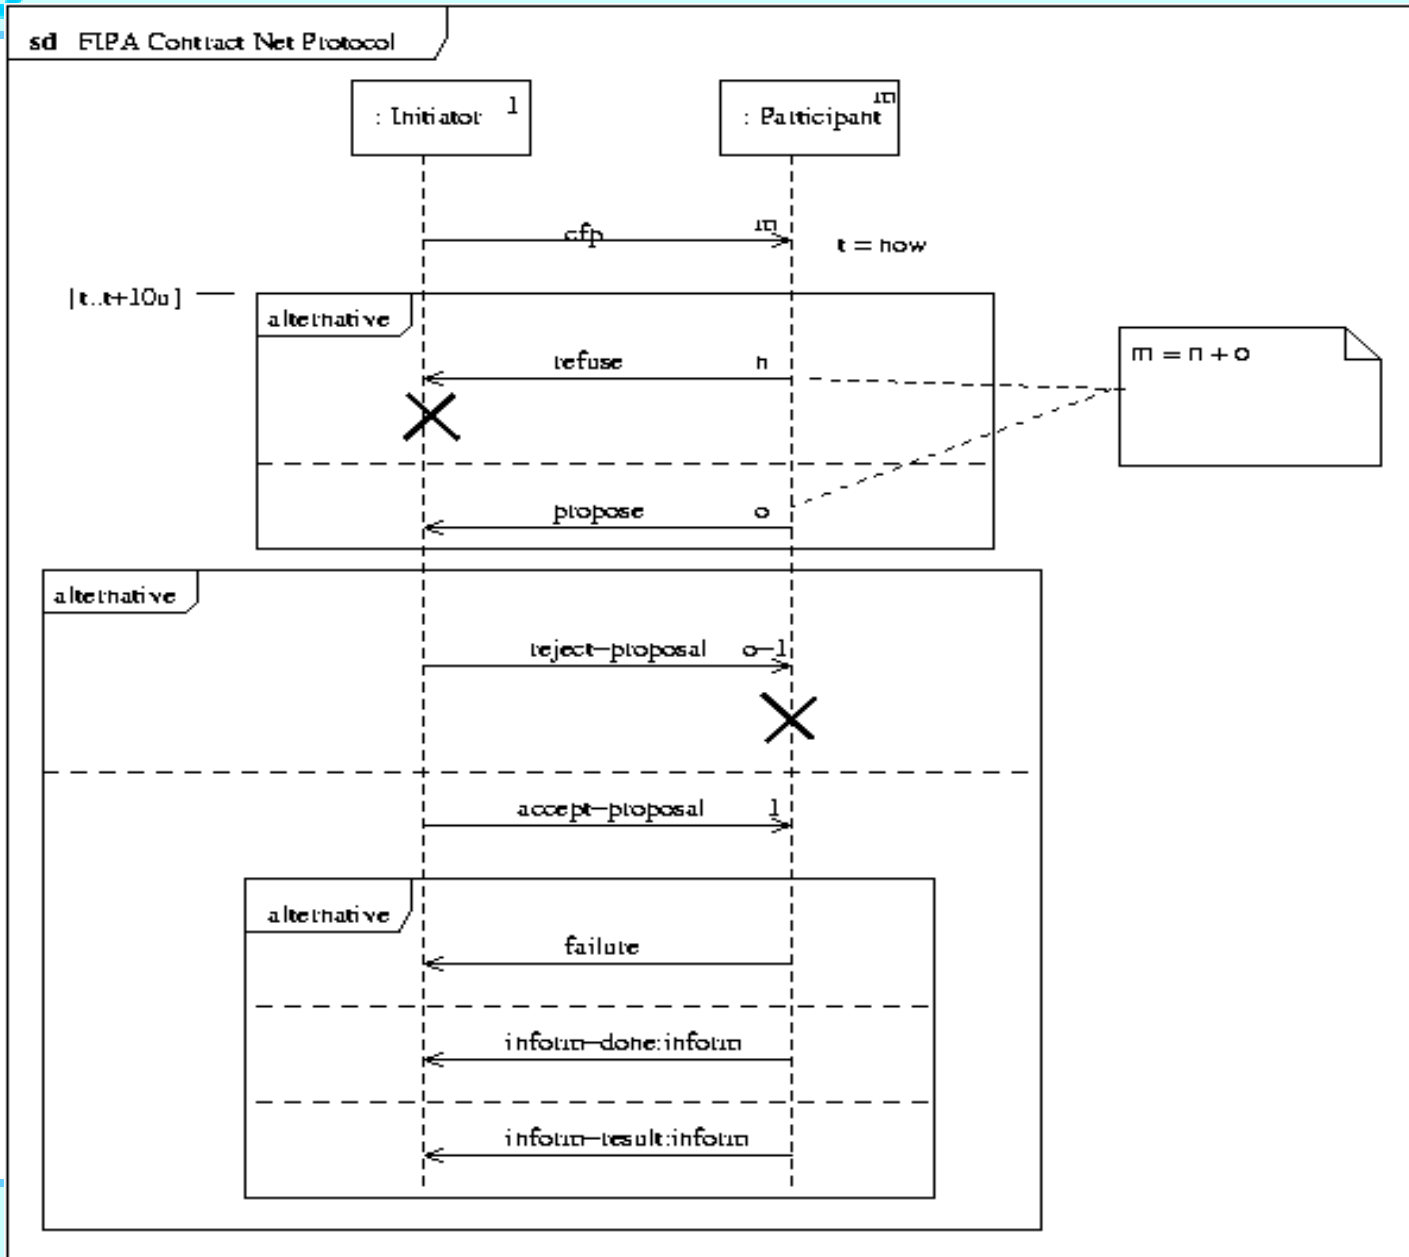 sd FIPA Contract Net Protocol
: Initiator 1
: Participant m
cfp m
t = now
[t..t+10u]
alternative
refuse n
m = n + o
propose o
alternative
reject-proposal o-1
accept-proposal 1
alternative
failure
inform-done:inform
inform-result:inform